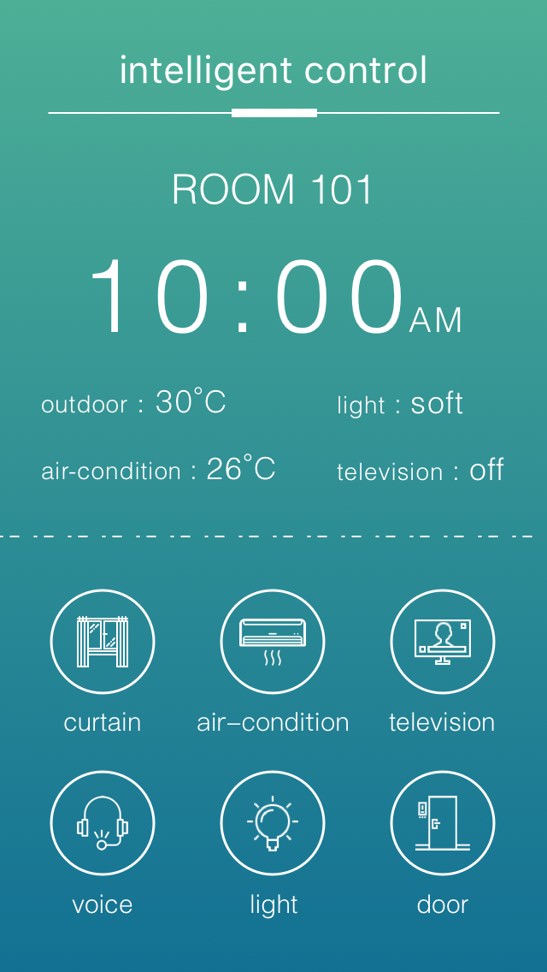 intelligent control
ROOM 101
10:00AM
outdoor : 30°C light : soft
air-condition : 26°C television : off
curtain air–condition television
voice light door